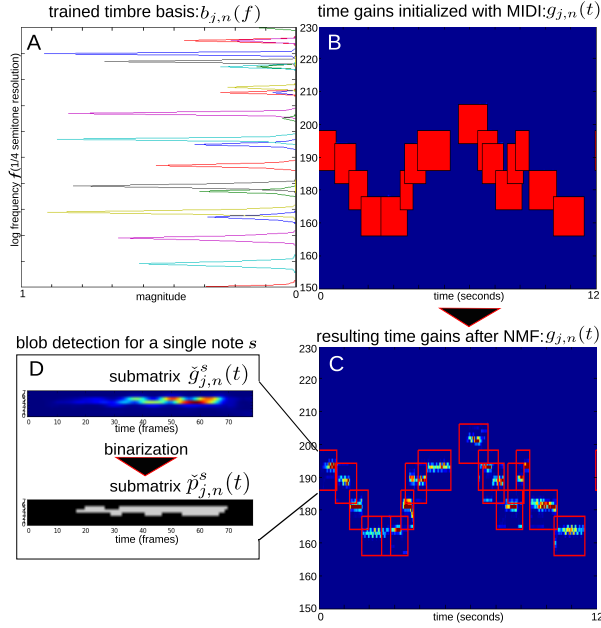 trained timbre basis: b_{j,n}(f)
time gains initialized with MIDI: g_{j,n}(t)
A
log frequency f (1/4 semitone resolution)
1
0
magnitude
B
230
220
210
200
190
180
170
160
150
0
12
time (seconds)
blob detection for a single note s
resulting time gains after NMF: g_{j,n}(t)
D
submatrix ǧ^s_{j,n}(t)
0 10 20 30 40 50 60 70
time (frames)
binarization
submatrix p̌^s_{j,n}(t)
0 10 20 30 40 50 60 70
time (frames)
C
230
220
210
200
190
180
170
160
150
0
12
time (seconds)